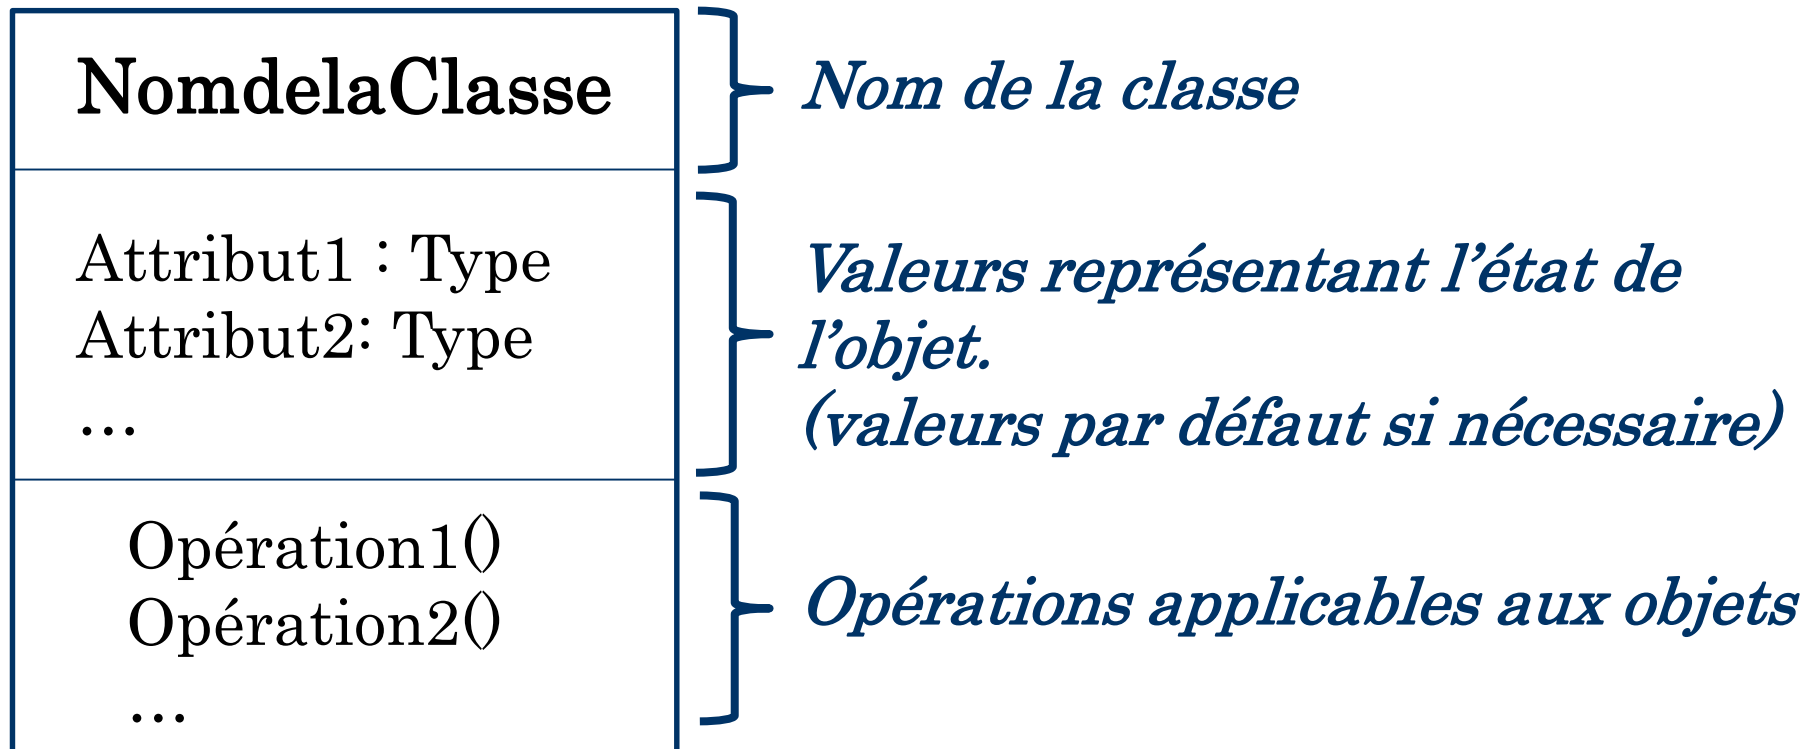 NomdelaClasse
Nom de la classe
Attribut1 : Type
Attribut2: Type
…
Valeurs représentant l’état de
l’objet.
(valeurs par défaut si nécessaire)
Opération1()
Opération2()
…
Opérations applicables aux objets